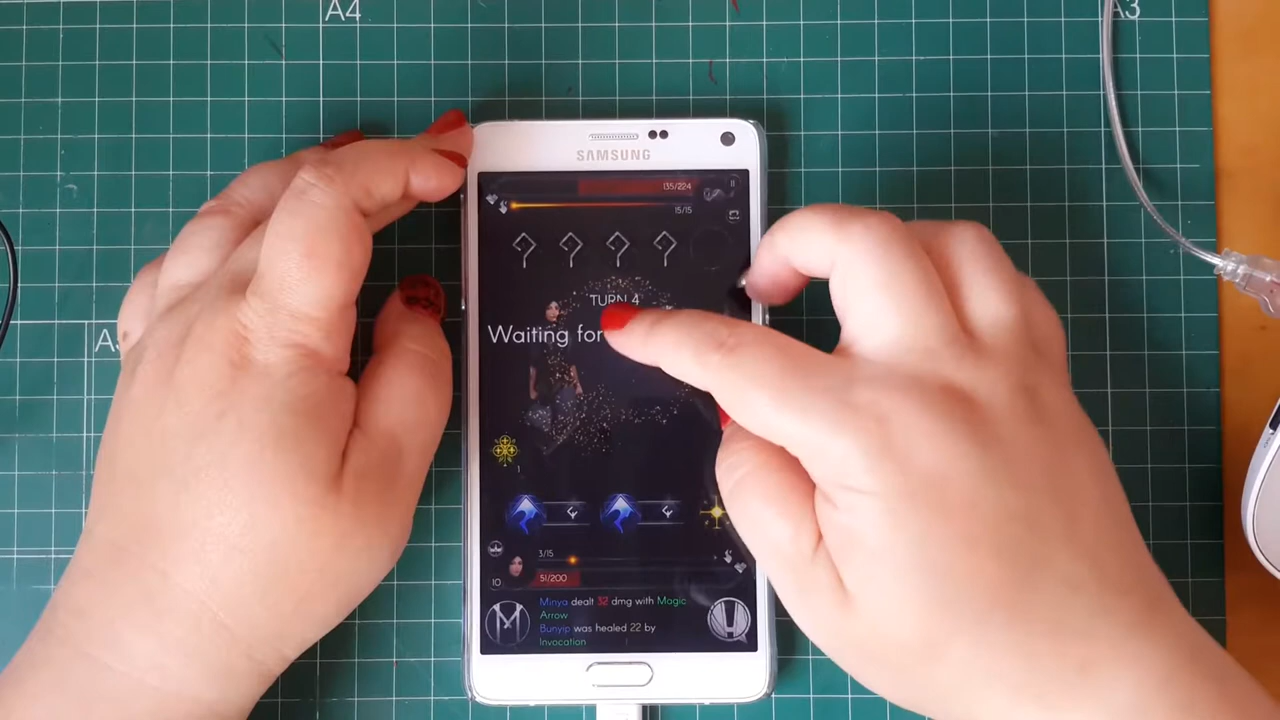 A4
A3
SAMSUNG
135/224
15/15
TURN 4
Waiting for
1
3/15
51/200
10
Minya dealt 32 dmg with Magic
Arrow
Bunyip was healed 22 by
Invocation